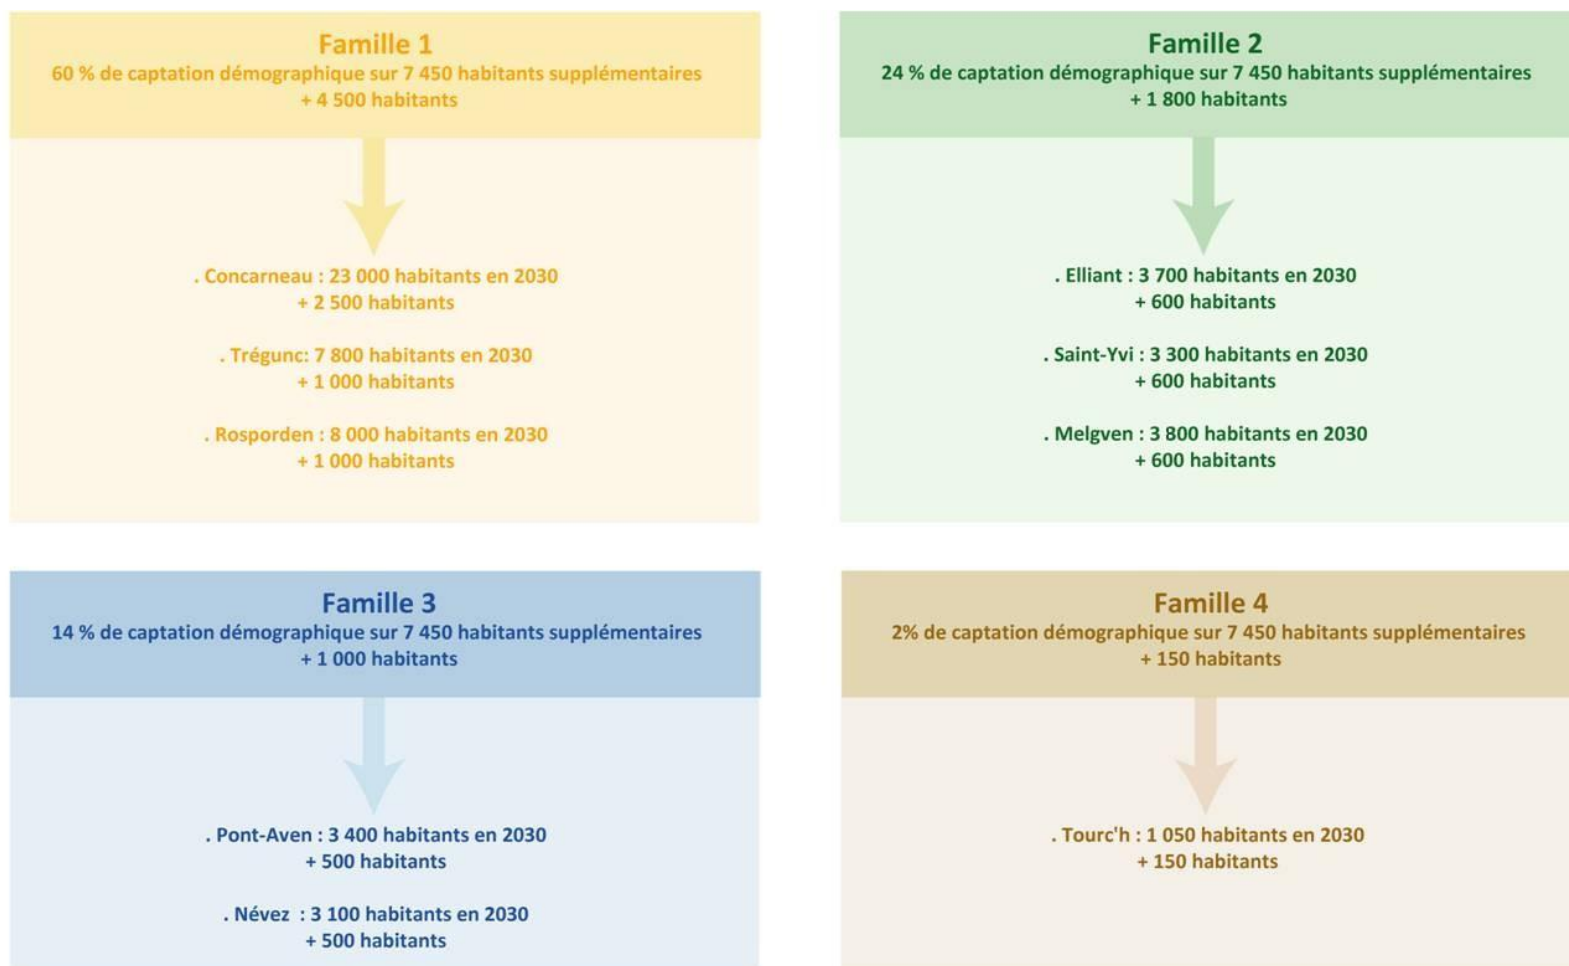 Famille 1
60 % de captation démographique sur 7 450 habitants supplémentaires
+ 4 500 habitants
. Concarneau : 23 000 habitants en 2030
+ 2 500 habitants
. Trégunc: 7 800 habitants en 2030
+ 1 000 habitants
. Rosporden : 8 000 habitants en 2030
+ 1 000 habitants
Famille 2
24 % de captation démographique sur 7 450 habitants supplémentaires
+ 1 800 habitants
. Elliant : 3 700 habitants en 2030
+ 600 habitants
. Saint-Yvi : 3 300 habitants en 2030
+ 600 habitants
. Melgven : 3 800 habitants en 2030
+ 600 habitants
Famille 3
14 % de captation démographique sur 7 450 habitants supplémentaires
+ 1 000 habitants
. Pont-Aven : 3 400 habitants en 2030
+ 500 habitants
. Névez : 3 100 habitants en 2030
+ 500 habitants
Famille 4
2% de captation démographique sur 7 450 habitants supplémentaires
+ 150 habitants
. Tourc'h : 1 050 habitants en 2030
+ 150 habitants